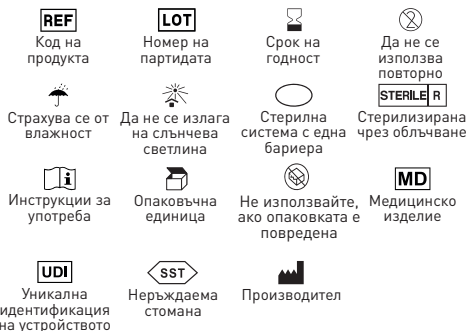 REF
Код на
продукта
LOT
Номер на
партидата
Срок на
годност
2
Да не се
използва
повторно
Страхува се от
влажност
Да не се излага
на слънчева
светлина
Стерилна
система с една
бариера
STERILE R
Стерилизирана
чрез облъчване
i
Инструкции за
употреба
Опаковъчна
единица
Не използвайте,
ако опаковката е
повредена
MD
Медицинско
изделие
UDI
Уникална
идентификация
на устройството
SST
Неръждаема
стомана
Производител